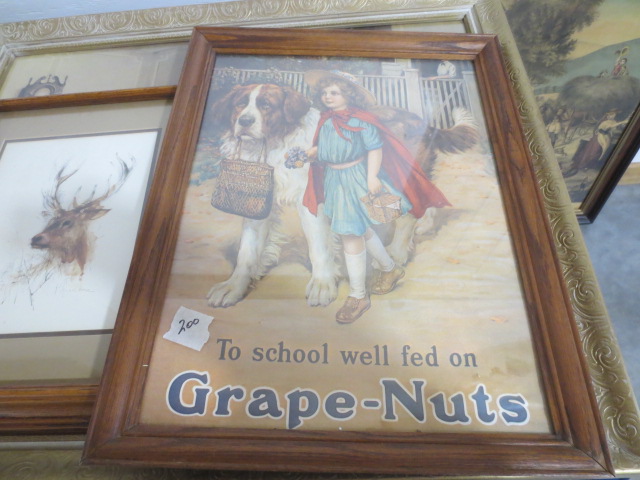 200
To school well fed on
Grape-Nuts